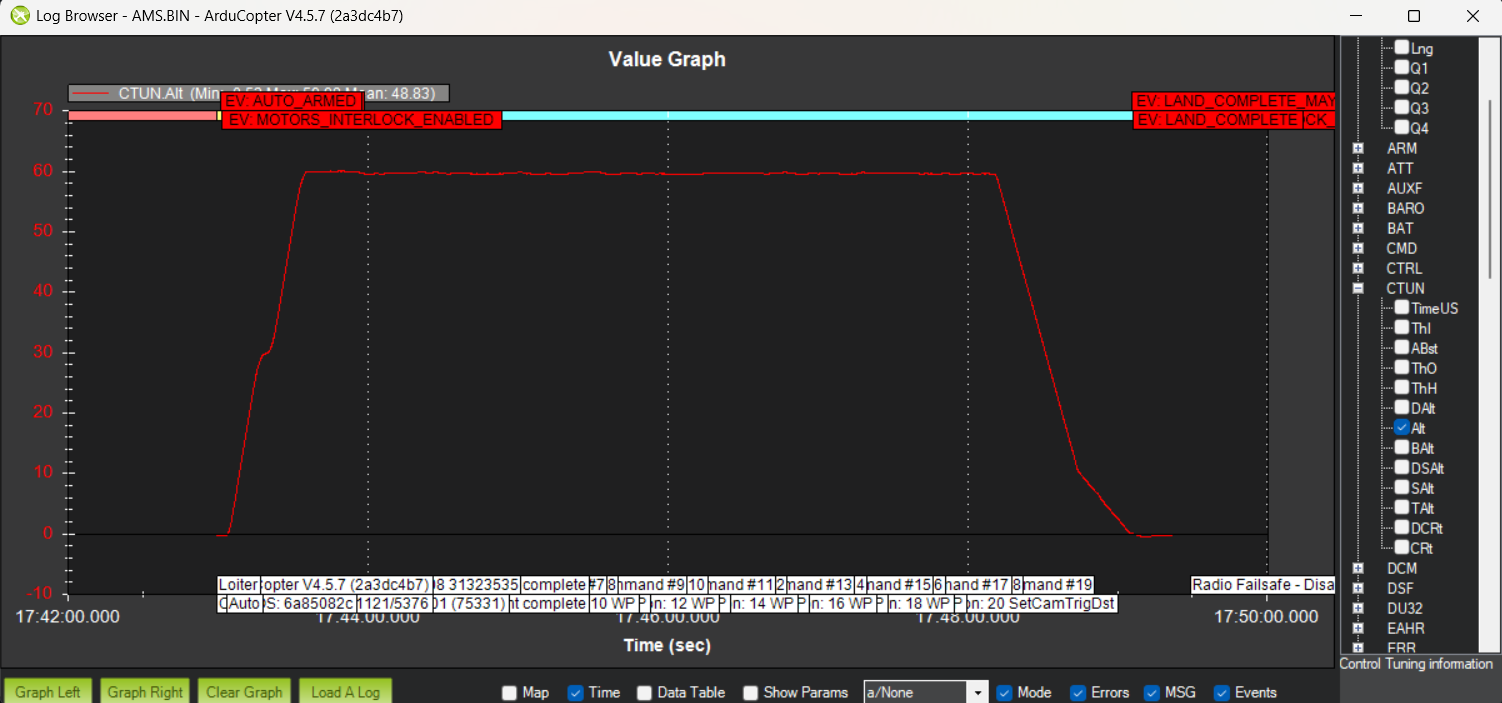 Log Browser - AMS.BIN - ArduCopter V4.5.7 (2a3dc4b7)
Value Graph
CTUN.Alt (Min: Mean: 48.83)
EV: AUTO_ARMED
EV: MOTORS_INTERLOCK_ENABLED
EV: LAND_COMPLETE_MAY
EV: LAND_COMPLETE
70
60
50
40
30
20
10
0
-10
Loiter opter V4.5.7 (2a3dc4b7) 08 31323535 complete #7 8 nmand #9 10 nand #11 2 nand #13 4 nand #15 6 nand #17 8 mand #19
Auto OS: 6a85082c 1121/5376 01 (75331) nt complete 10 WP P n: 12 WP P n: 14 WP P n: 16 WP P n: 18 WP P on: 20 SetCamTrigDst
Radio Failsafe - Disa
17:42:00.000
17:44:00.000
17:46:00.000
17:48:00.000
17:50:00.000
Time (sec)
Lng
Q1
Q2
Q3
Q4
ARM
ATT
AUXF
BARO
BAT
CMD
CTRL
CTUN
TimeUS
ThI
ABst
ThO
ThH
DAlt
Alt
BAlt
DSAlt
SAlt
TAlt
DCRt
CRt
DCM
DSF
DU32
EAHR
ERR
Control Tuning information
Graph Left
Graph Right
Clear Graph
Load A Log
Map
Time
Data Table
Show Params
a/None
Mode
Errors
MSG
Events